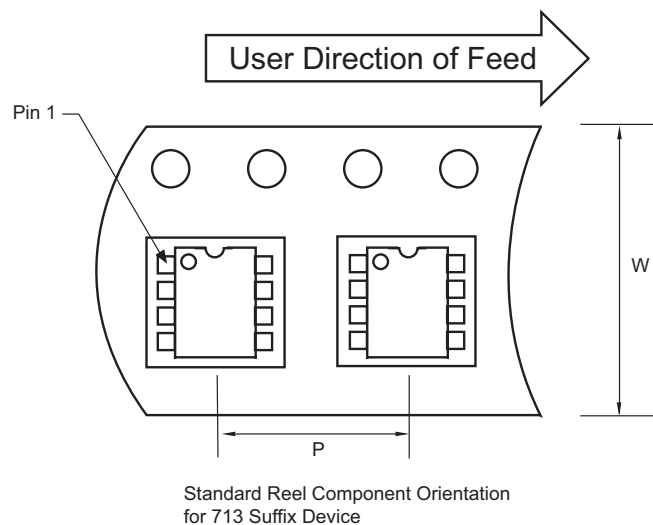 User Direction of Feed
Pin 1
W
P
Standard Reel Component Orientation
for 713 Suffix Device